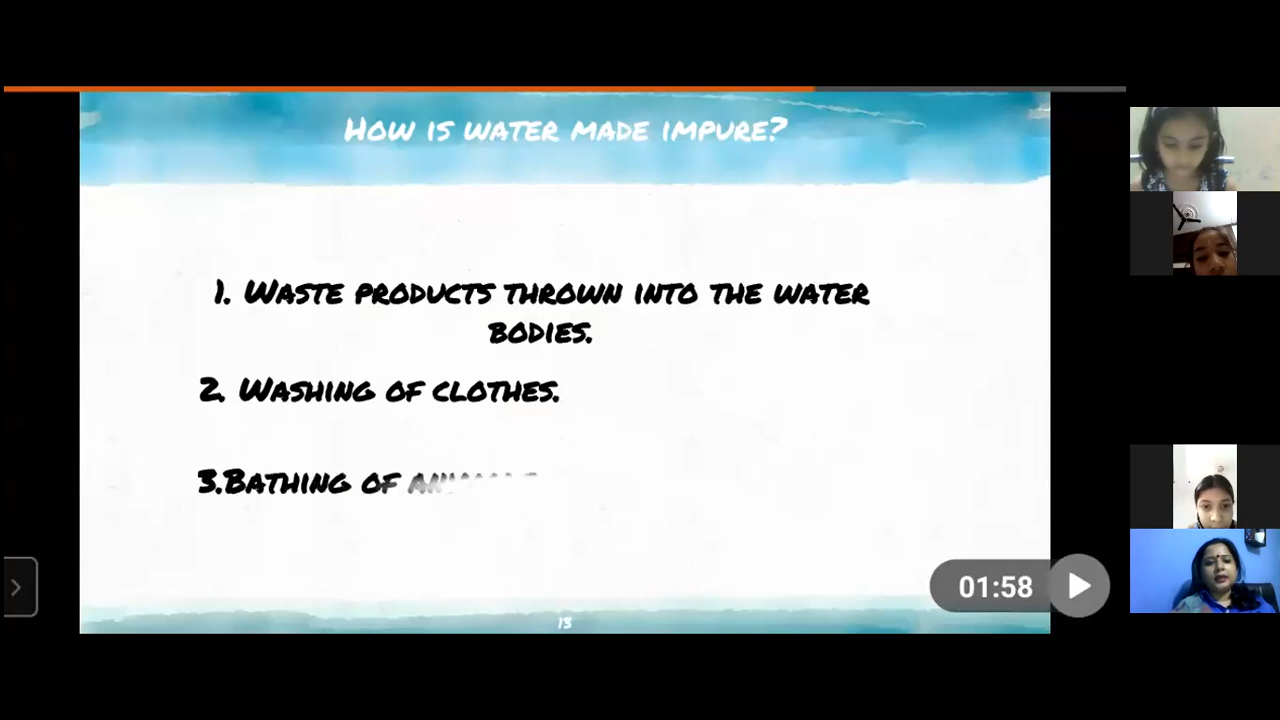 HOW IS WATER MADE IMPURE?
1. WASTE PRODUCTS THROWN INTO THE WATER
BODIES.
2. WASHING OF CLOTHES.
3.BATHING OF
01:58
13